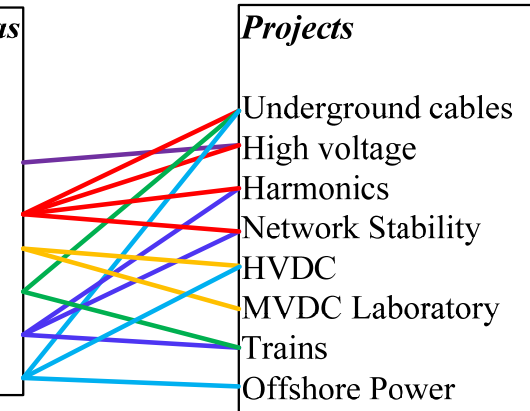 as
Projects
Underground cables
High voltage
Harmonics
Network Stability
HVDC
MVDC Laboratory
Trains
Offshore Power